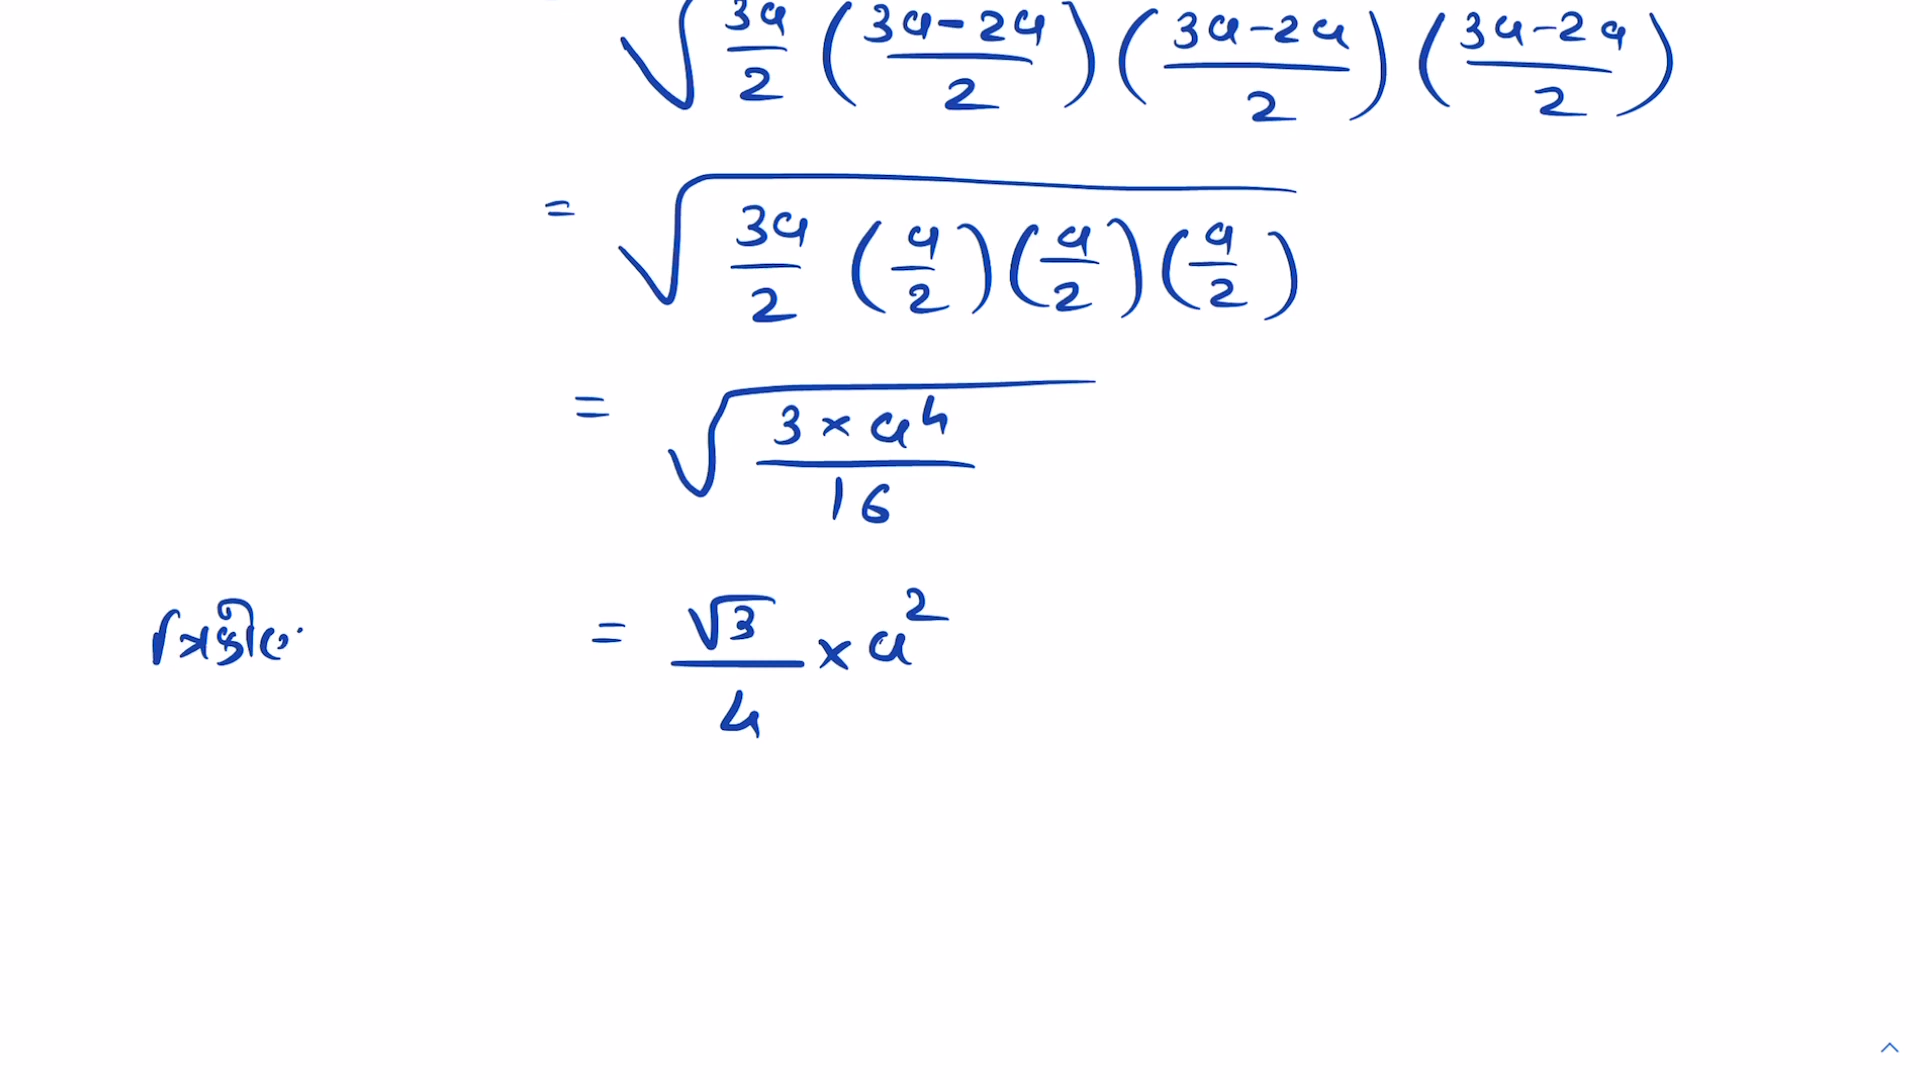 √ 3a/2 (3a-2a/2) (3a-2a/2) (3a-2a/2)
= √ 3a/2 (a/2) (a/2) (a/2)
= √ 3 × a⁴/16
= √3/4 × a²